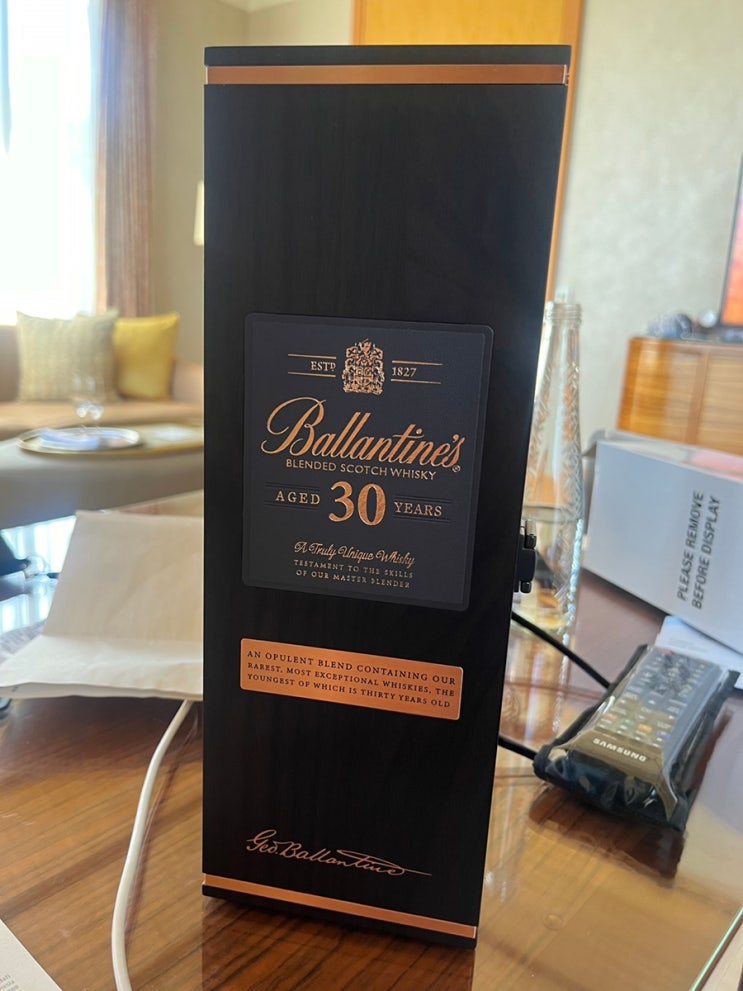 ESTD 1827
Ballantine's
BLENDED SCOTCH WHISKY
AGED 30 YEARS
A Truly Unique Whisky
TESTAMENT TO THE SKILLS
OF OUR MASTER BLENDER
AN OPULENT BLEND CONTAINING OUR
RAREST, MOST EXCEPTIONAL WHISKIES, THE
YOUNGEST OF WHICH IS THIRTY YEARS OLD
Geo. Ballantine
PLEASE REMOVE
BEFORE DISPLAY
SAMSUNG